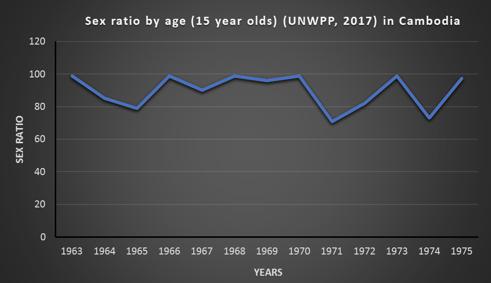 Sex ratio by age (15 year olds) (UNWPP, 2017) in Cambodia
120
100
80
60
40
20
0
SEX RATIO
1963 1964 1965 1966 1967 1968 1969 1970 1971 1972 1973 1974 1975
YEARS